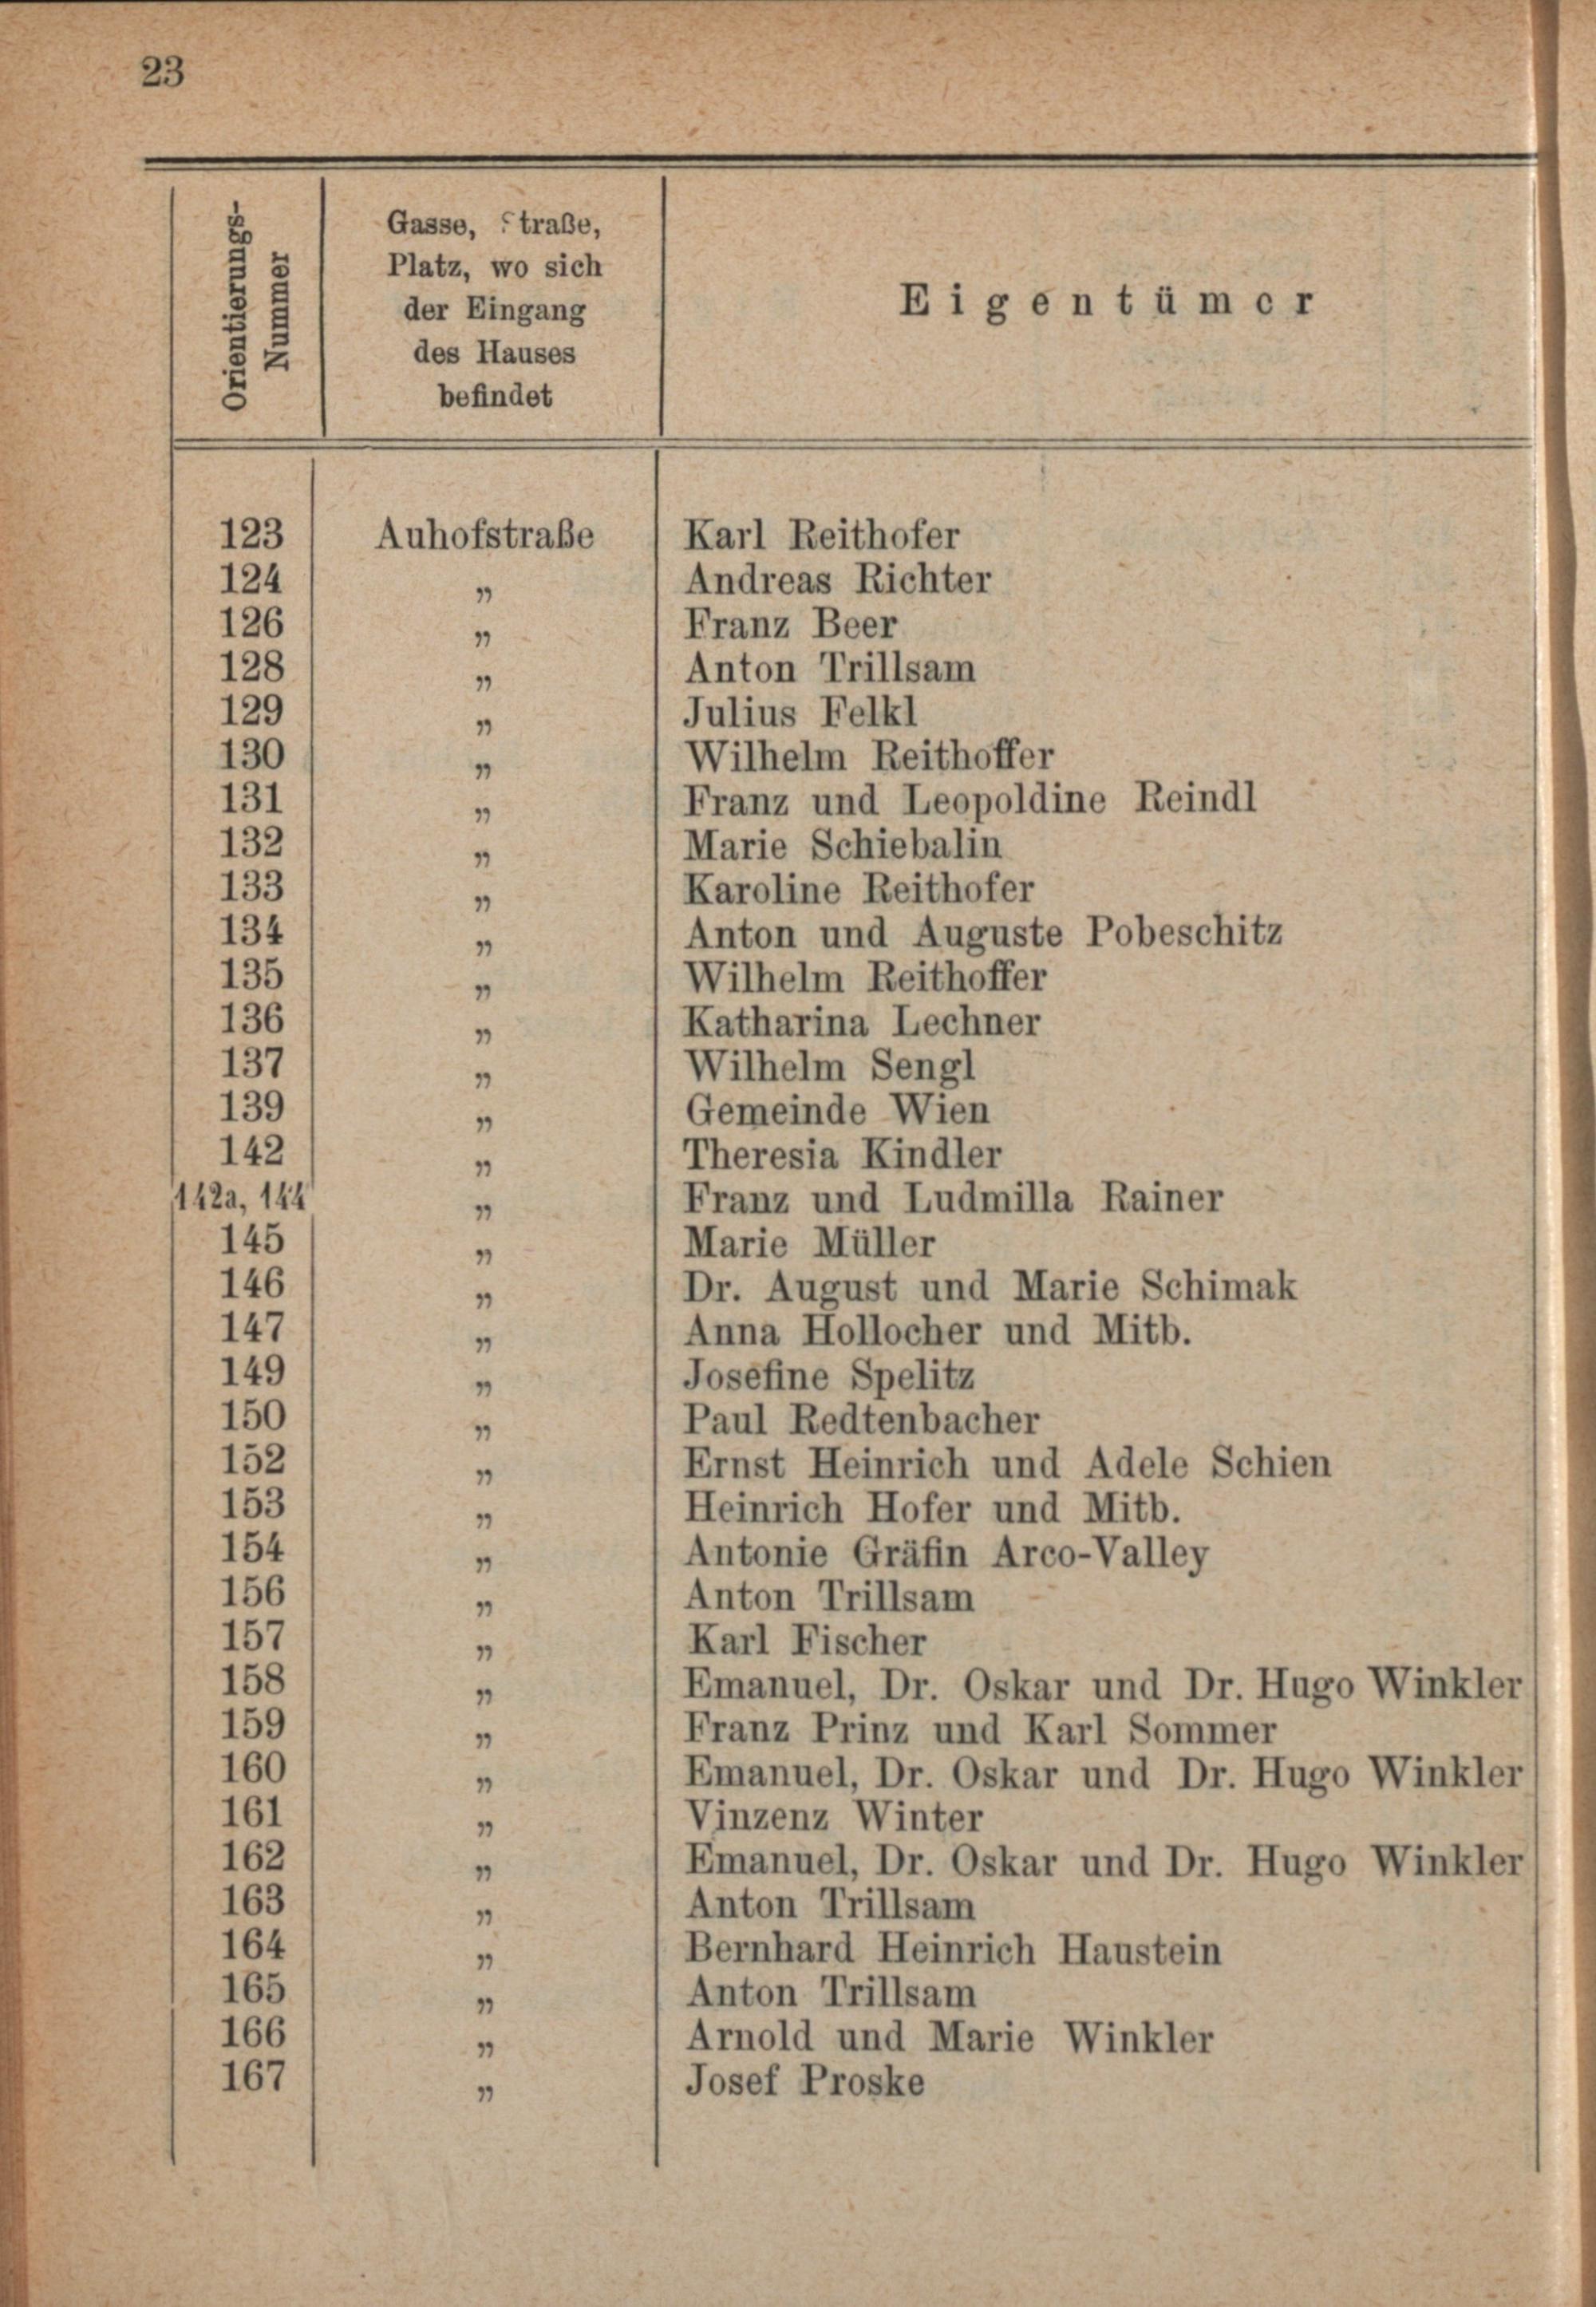 23
Orientierungs-
Nummer
Gasse, Straße,
Platz, wo sich
der Eingang
des Hauses
befindet
Eigentümer
123 Auhofstraße Karl Reithofer
124 „ Andreas Richter
126 „ Franz Beer
128 „ Anton Trillsam
129 „ Julius Felkl
130 „ Wilhelm Reithoffer
131 „ Franz und Leopoldine Reindl
132 „ Marie Schiebalin
133 „ Karoline Reithofer
134 „ Anton und Auguste Pobeschitz
135 „ Wilhelm Reithoffer
136 „ Katharina Lechner
137 „ Wilhelm Sengl
139 „ Gemeinde Wien
142 „ Theresia Kindler
142a, 144 „ Franz und Ludmilla Rainer
145 „ Marie Müller
146 „ Dr. August und Marie Schimak
147 „ Anna Hollocher und Mitb.
149 „ Josefine Spelitz
150 „ Paul Redtenbacher
152 „ Ernst Heinrich und Adele Schien
153 „ Heinrich Hofer und Mitb.
154 „ Antonie Gräfin Arco-Valley
156 „ Anton Trillsam
157 „ Karl Fischer
158 „ Emanuel, Dr. Oskar und Dr. Hugo Winkler
159 „ Franz Prinz und Karl Sommer
160 „ Emanuel, Dr. Oskar und Dr. Hugo Winkler
161 „ Vinzenz Winter
162 „ Emanuel, Dr. Oskar und Dr. Hugo Winkler
163 „ Anton Trillsam
164 „ Bernhard Heinrich Haustein
165 „ Anton Trillsam
166 „ Arnold und Marie Winkler
167 „ Josef Proske